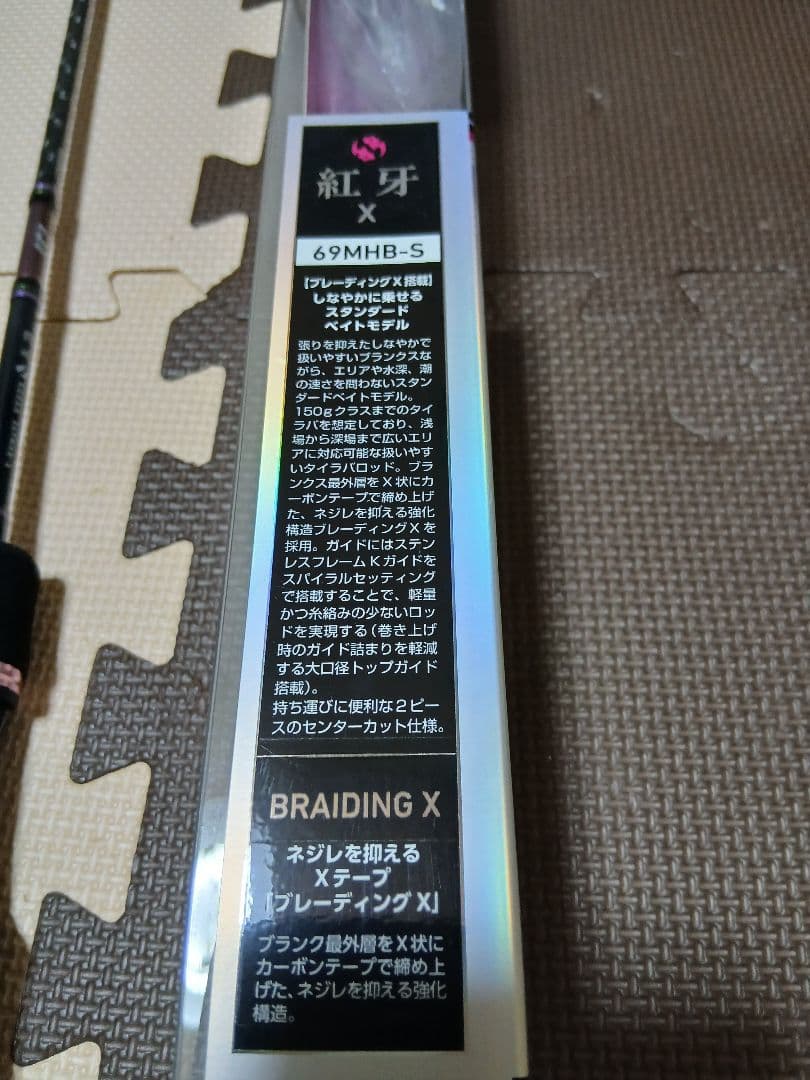 紅牙
X
69MHB-S
[ブレーディングX搭載]
しなやかに乗せる
スタンダード
ベイトモデル
張りを抑えたしなやかで
扱いやすいブランクスな
がら、エリアや水深、潮
の速さを問わないスタン
ダードベイトモデル。
150gクラスまでのタイ
ラバを想定しており、浅
場から深場まで広いエリ
アに対応可能な扱いやす
いタイラバロッド。ブラ
ンクス最外層をX状にカ
ーボンテープで締め上げ
た、ネジレを抑える強化
構造ブレーディングXを
採用。ガイドにはステン
レスフレームKガイドを
スパイラルセッティング
で搭載することで、軽量
かつ糸絡みの少ないロッ
ドを実現する(巻き上げ
時のガイド詰まりを軽減
する大口径トップガイド
搭載)。
持ち運びに便利な2ピー
スのセンターカット仕様。
BRAIDING X
ネジレを抑える
Xテープ
「ブレーディングX」
ブランク最外層をX状に
カーボンテープで締め上
げた、ネジレを抑える強化
構造。